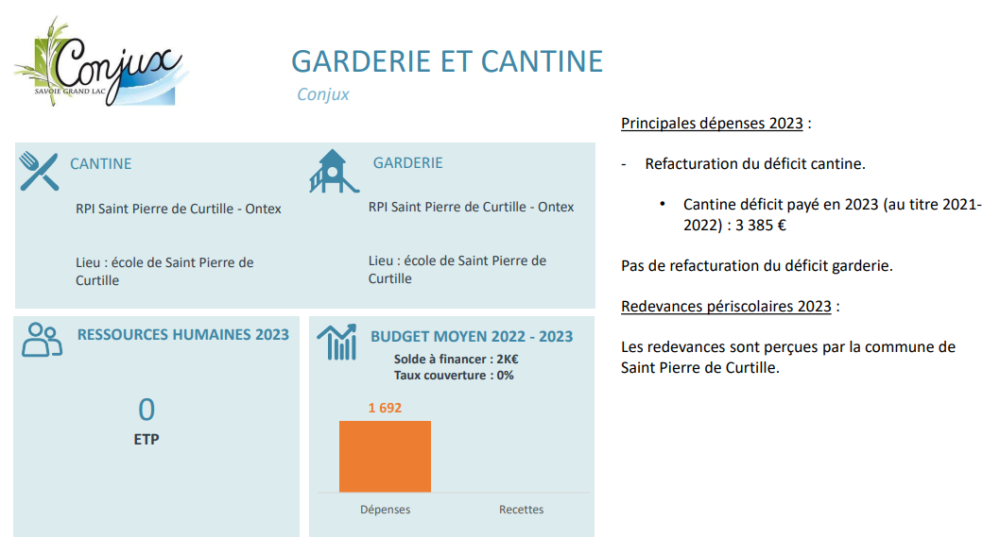 Conjux
SAVOIE GRAND LAC
GARDERIE ET CANTINE
Conjux
CANTINE
RPI Saint Pierre de Curtille - Ontex
Lieu : école de Saint Pierre de
Curtille
GARDERIE
RPI Saint Pierre de Curtille - Ontex
Lieu : école de Saint Pierre de
Curtille
RESSOURCES HUMAINES 2023
0
ETP
BUDGET MOYEN 2022 - 2023
Solde à financer : 2K€
Taux couverture : 0%
1 692
Dépenses
Recettes
Principales dépenses 2023 :
- Refacturation du déficit cantine.
• Cantine déficit payé en 2023 (au titre 2021-
2022) : 3 385 €
Pas de refacturation du déficit garderie.
Redevances périscolaires 2023 :
Les redevances sont perçues par la commune de
Saint Pierre de Curtille.